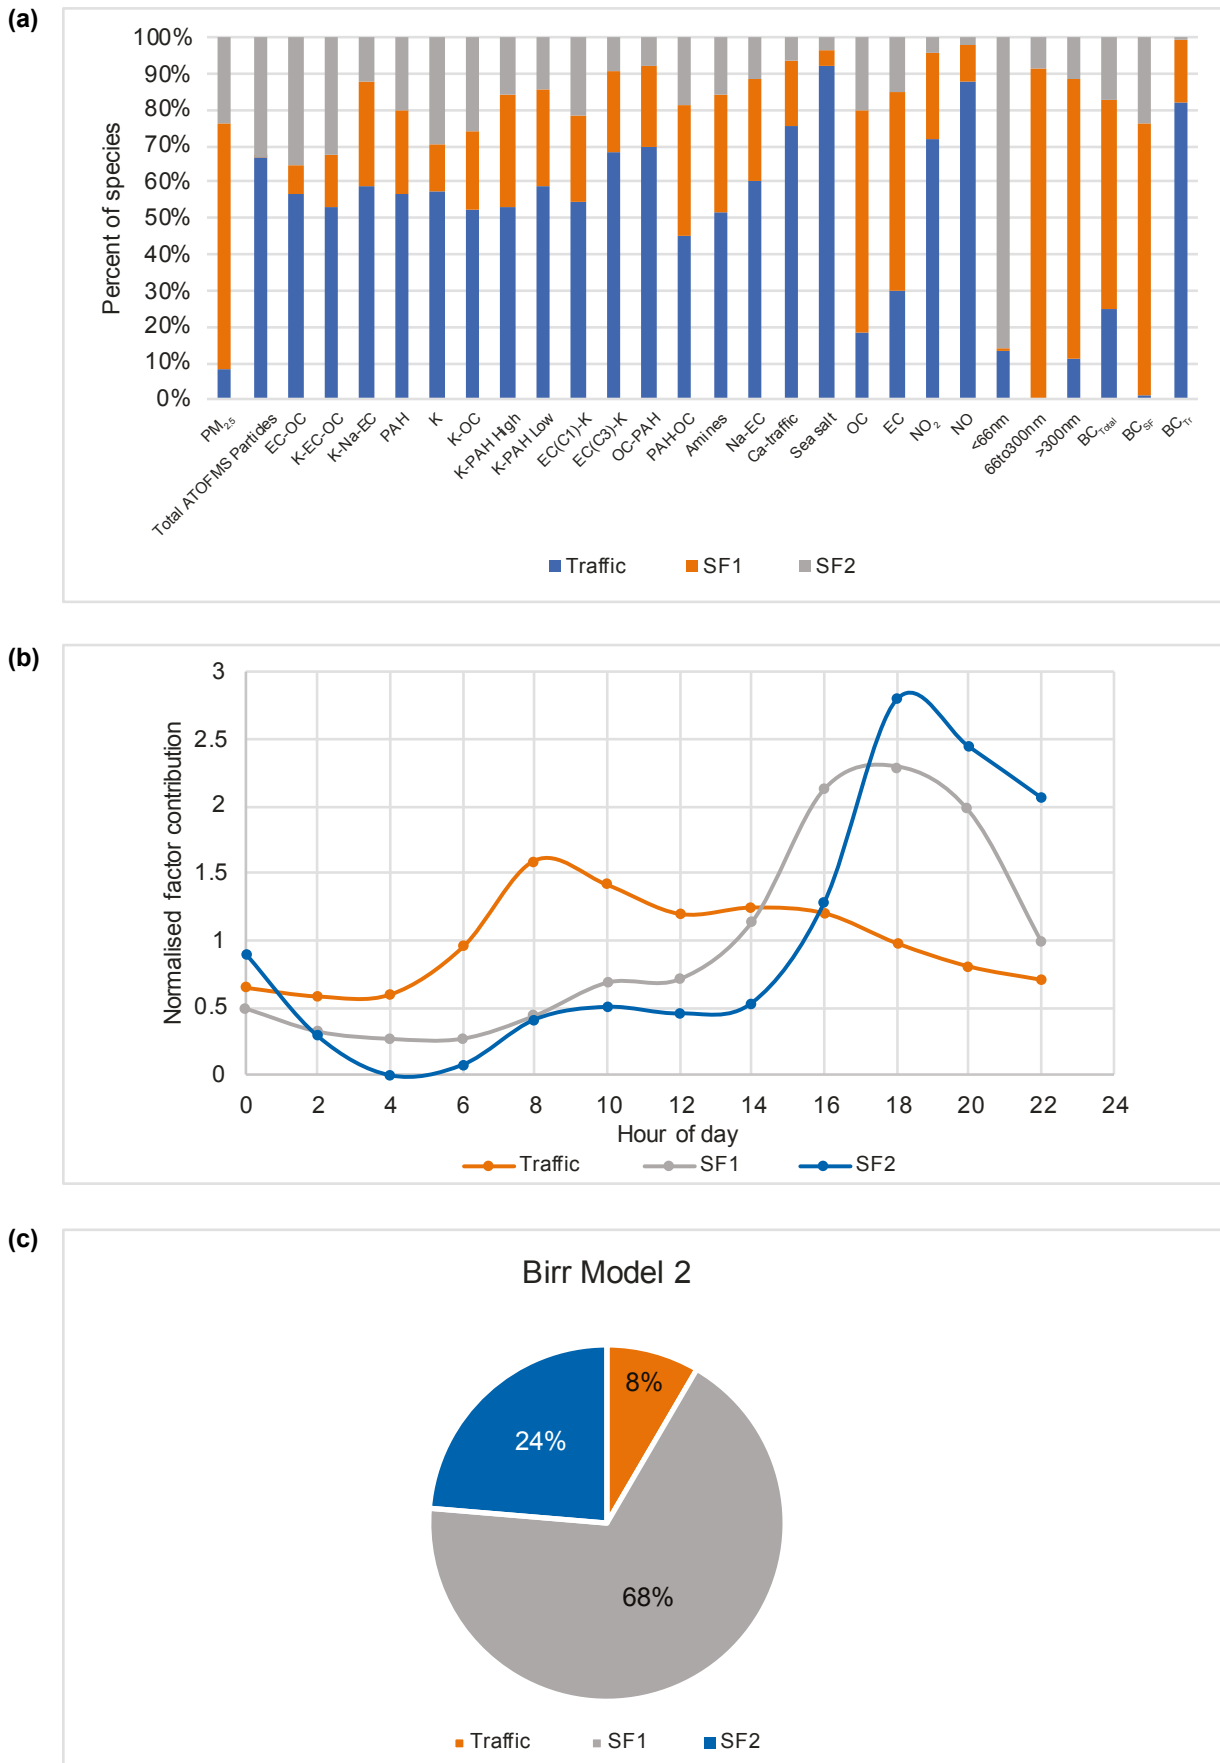 (a)
100%
90%
80%
70%
60%
50%
40%
30%
20%
10%
0%
Percent of species
PM2.5
Total ATOFMS Partides
EC-OC
K-EC-OC
K-Na-EC
PAH
K
K-OC
K-PAH High
K-PAH Low
EC(C1)-K
EC(C3)-K
OC-PAH
PAH-OC
Amines
Na-EC
Ca-traffic
Sea salt
OC
EC
NO2
NO
<66nm
66to300nm
>300nm
BCTotal
BCSF
BCTr
Traffic SF1 SF2
(b)
3
2.5
2
1.5
1
0.5
0
Normalised factor contribution
0 2 4 6 8 10 12 14 16 18 20 22 24
Hour of day
Traffic SF1 SF2
(c)
Birr Model 2
8%
24%
68%
Traffic SF1 SF2